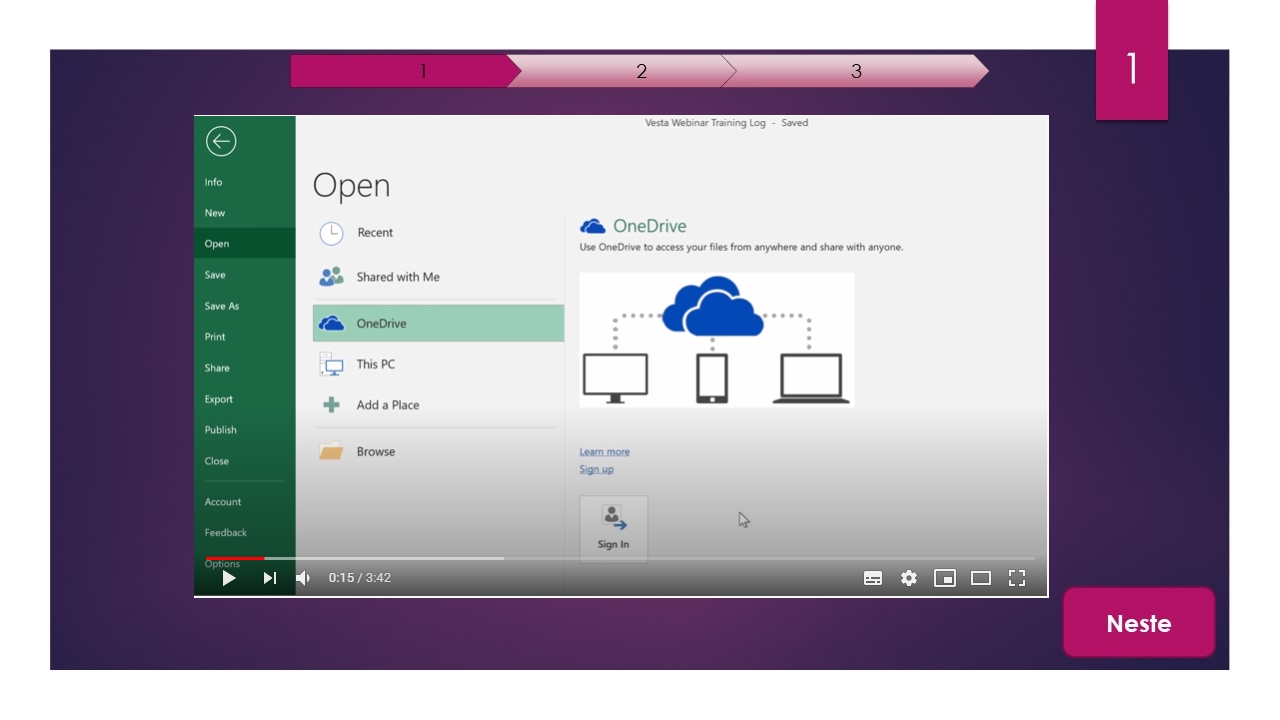 1
2
3
1
Vesta Webinar Training Log - Saved
Info
New
Open
Save
Save As
Print
Share
Export
Publish
Close
Account
Feedback
Options
Open
Recent
Shared with Me
OneDrive
This PC
Add a Place
Browse
OneDrive
Use OneDrive to access your files from anywhere and share with anyone.
Learn more
Sign up
Sign In
0:15 / 3:42
Neste